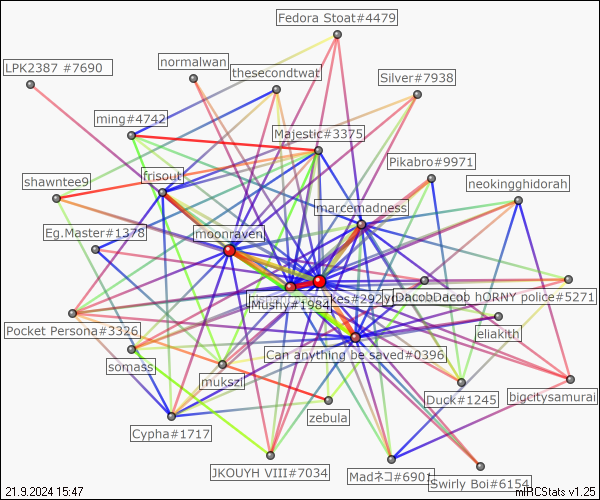 Fedora Stoat#4479
normalwan
LPK2387 #7690
thesecondtwat
Silver#7938
ming#4742
Majestic#3375
Pikabro#9971
frisout
shawntee9
neokingghidorah
marcemadness
Eg.Master#1378
moonraven
Mushy#1982
kes#292
DacobDacob hORNY police#5271
Pocket Persona#3326
eliakith
Can anything be saved#0396
somass
mukszi
bigcitysamurai
Duck#1245
zebula
Cypha#1717
JKOUYH VIII#7034
Madネコ#6901
Swirly Boi#6154
21.9.2024 15:47
mIRCStats v1.25